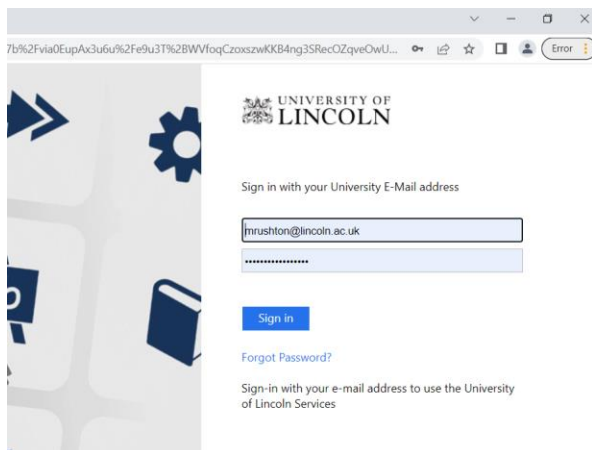 7b%2Fvia0EupAx3u6u%2Fe9u3T%2BWVfoqCzoxszwKKB4ng3SRecOZqveOwU...
Error
UNIVERSITY OF
LINCOLN
Sign in with your University E-Mail address
mrushton@lincoln.ac.uk
•••••••••••••••••
Sign in
Forgot Password?
Sign-in with your e-mail address to use the University
of Lincoln Services